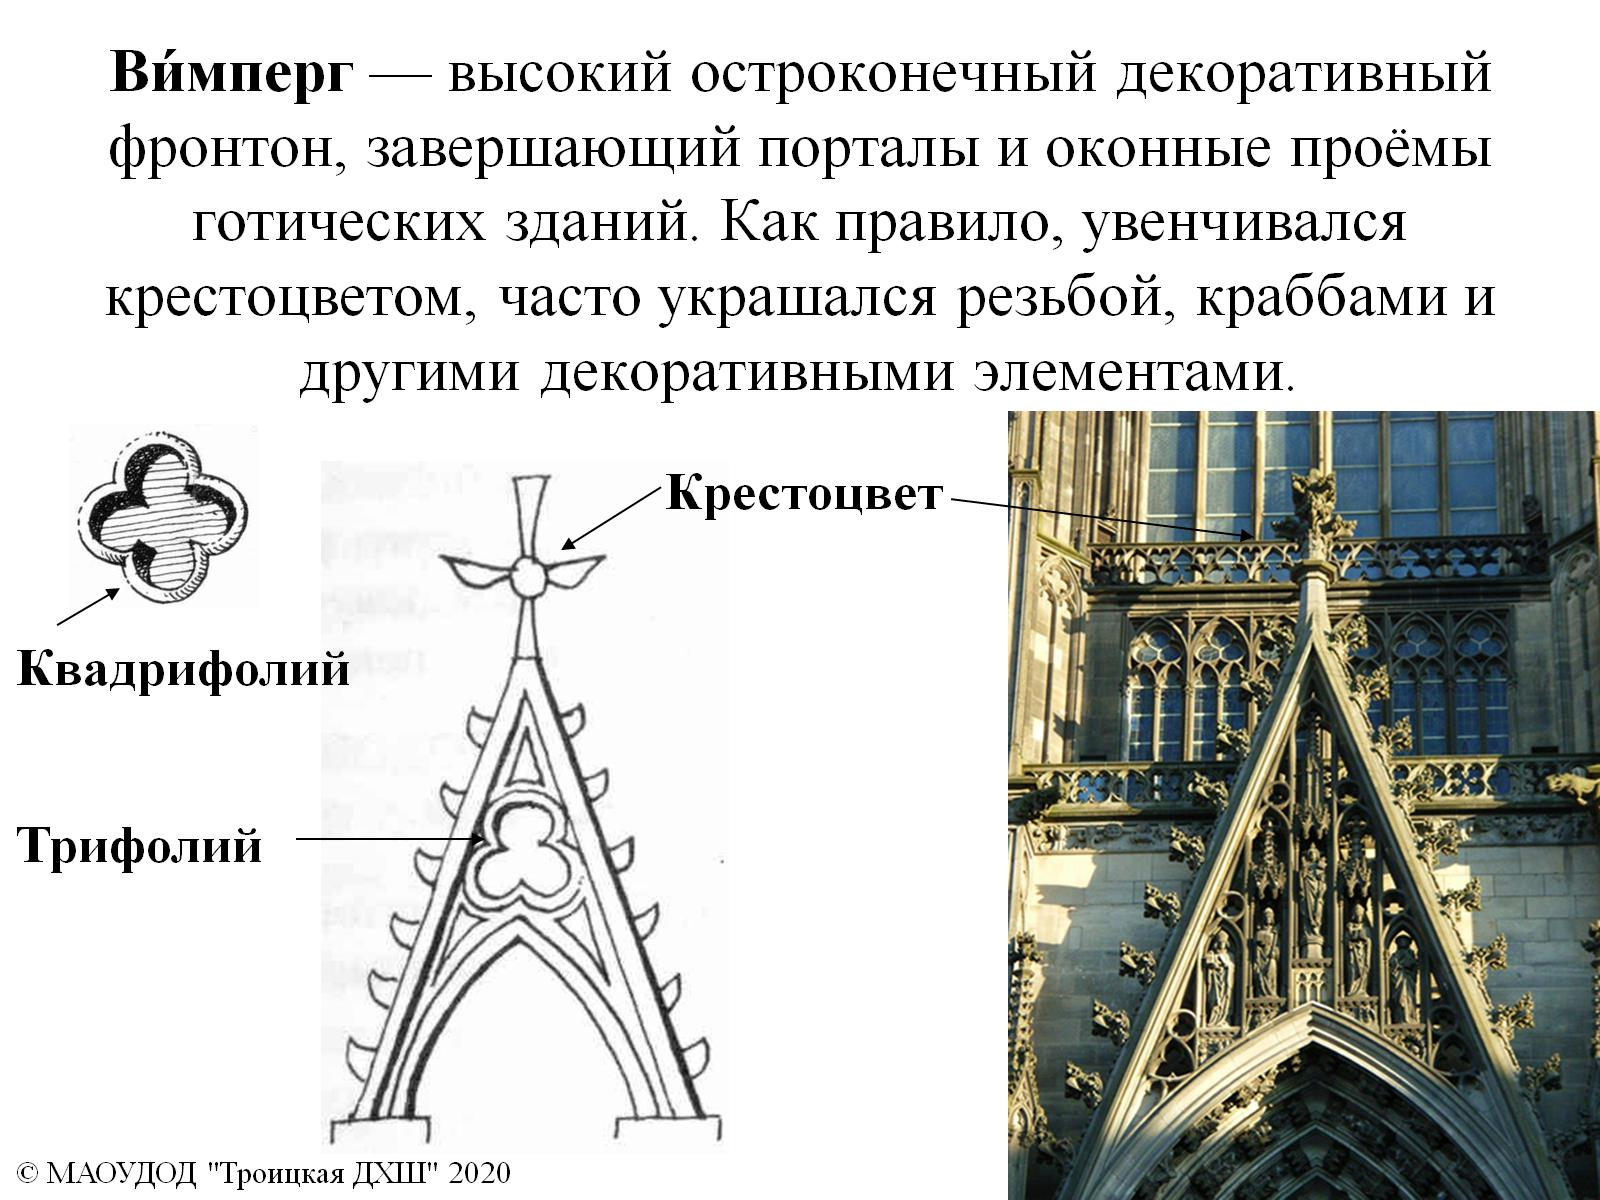 Ви́мперг — высокий остроконечный декоративный
фронтон, завершающий порталы и оконные проёмы
готических зданий. Как правило, увенчивался
крестоцветом, часто украшался резьбой, краббами и
другими декоративными элементами.
Крестоцвет
Квадрифолий
Трифолий
© МАОУДОД "Троицкая ДХШ" 2020